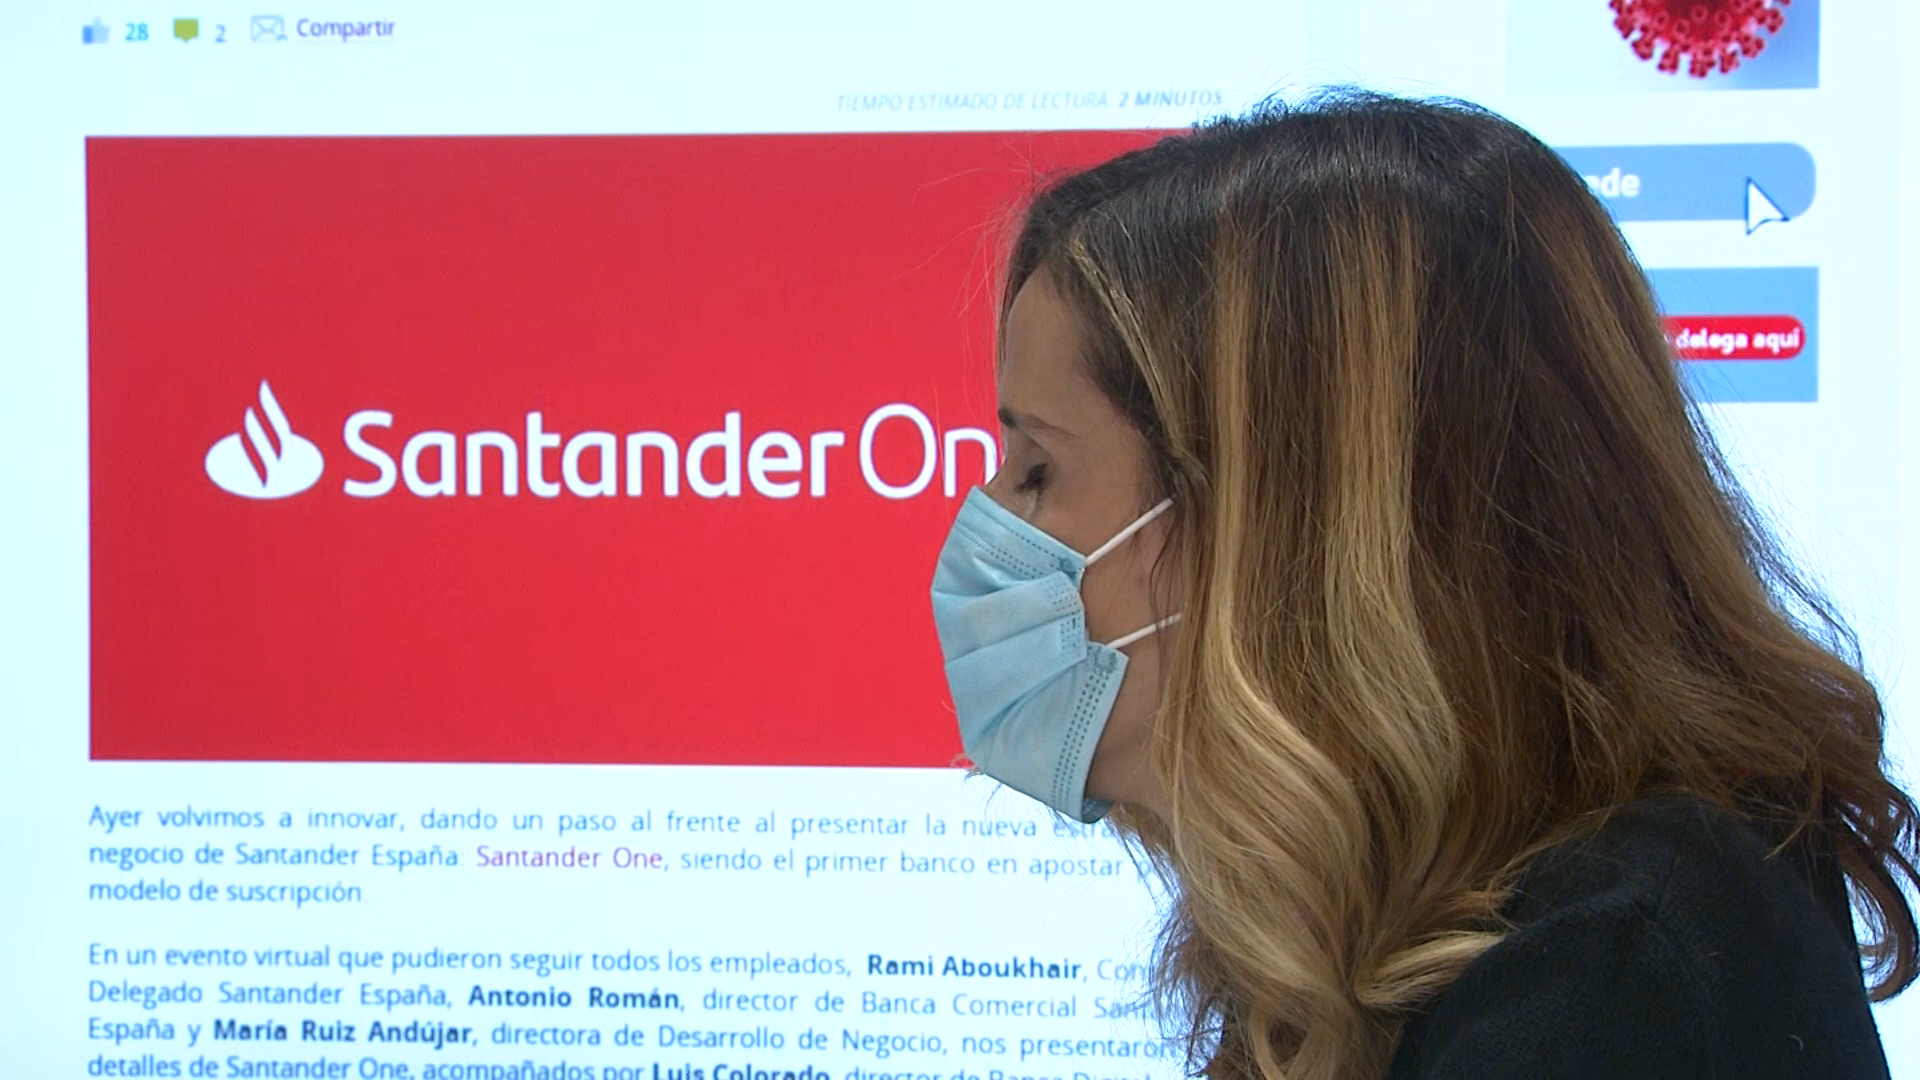 28 2 Compartir
TIEMPO ESTIMADO DE LECTURA: 2 MINUTOS
Santander On
delega aquí
Ayer volvimos a innovar, dando un paso al frente al presentar la nueva
negocio de Santander España: Santander One, siendo el primer banco en apostar
modelo de suscripción
En un evento virtual que pudieron seguir todos los empleados, Rami Aboukhair,
Delegado Santander España, Antonio Román, director de Banca Comercial
España y María Ruiz Andújar, directora de Desarrollo de Negocio, nos presentaron
detalles de Santander One, acompañados por Luis Colorado, director de Banca